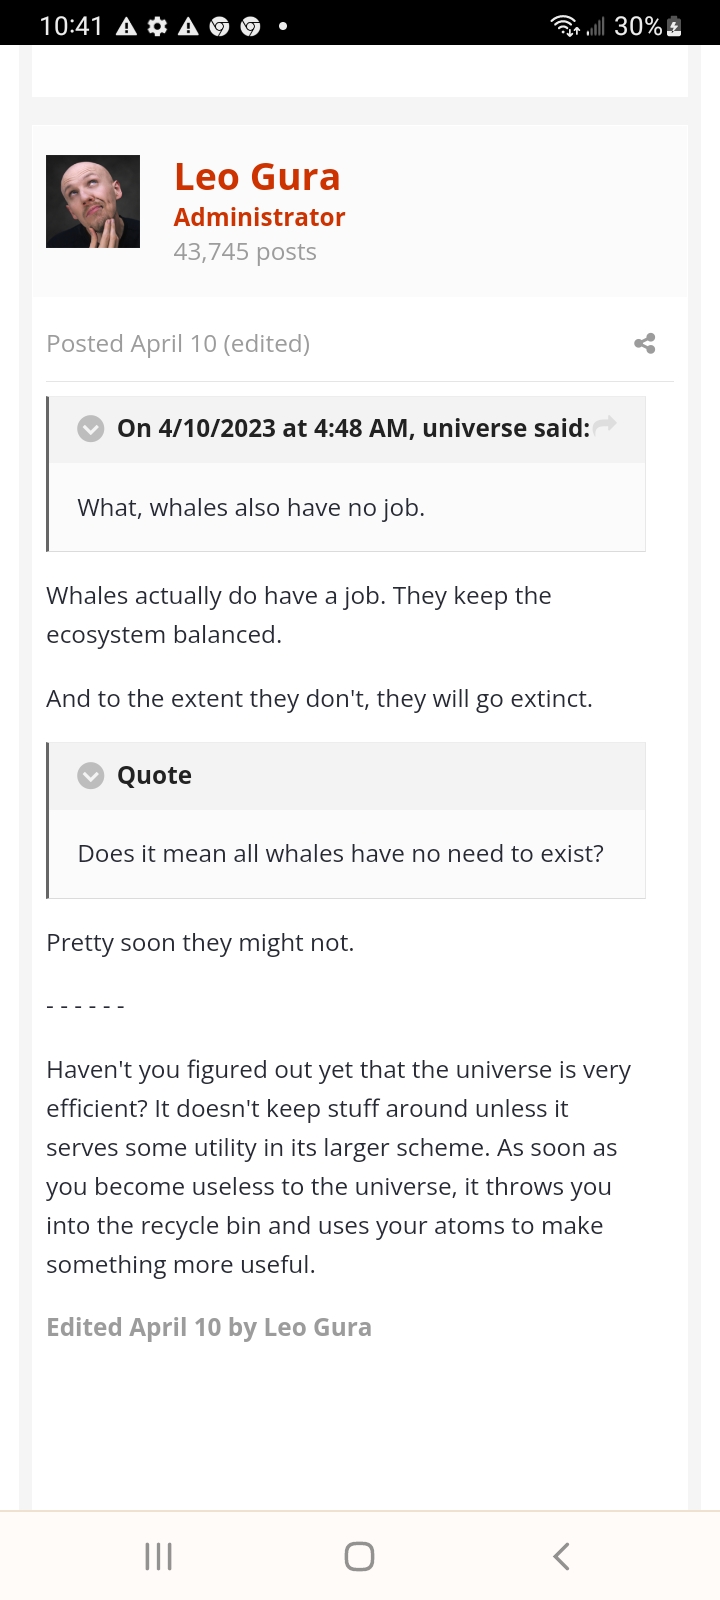 10:41
30%
Leo Gura
Administrator
43,745 posts
Posted April 10 (edited)
On 4/10/2023 at 4:48 AM, universe said:
What, whales also have no job.
Whales actually do have a job. They keep the
ecosystem balanced.
And to the extent they don't, they will go extinct.
Quote
Does it mean all whales have no need to exist?
Pretty soon they might not.
- - - - - -
Haven't you figured out yet that the universe is very
efficient? It doesn't keep stuff around unless it
serves some utility in its larger scheme. As soon as
you become useless to the universe, it throws you
into the recycle bin and uses your atoms to make
something more useful.
Edited April 10 by Leo Gura